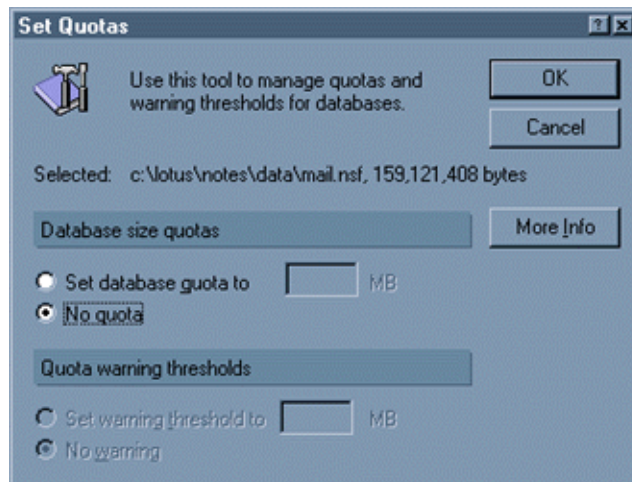 Set Quotas
Use this tool to manage quotas and
warning thresholds for databases.
OK
Cancel
Selected: c:\lotus\notes\data\mail.nsf, 159,121,408 bytes
Database size quotas
More Info
Set database quota to MB
No quota
Quota warning thresholds
Set warning threshold to MB
No warning